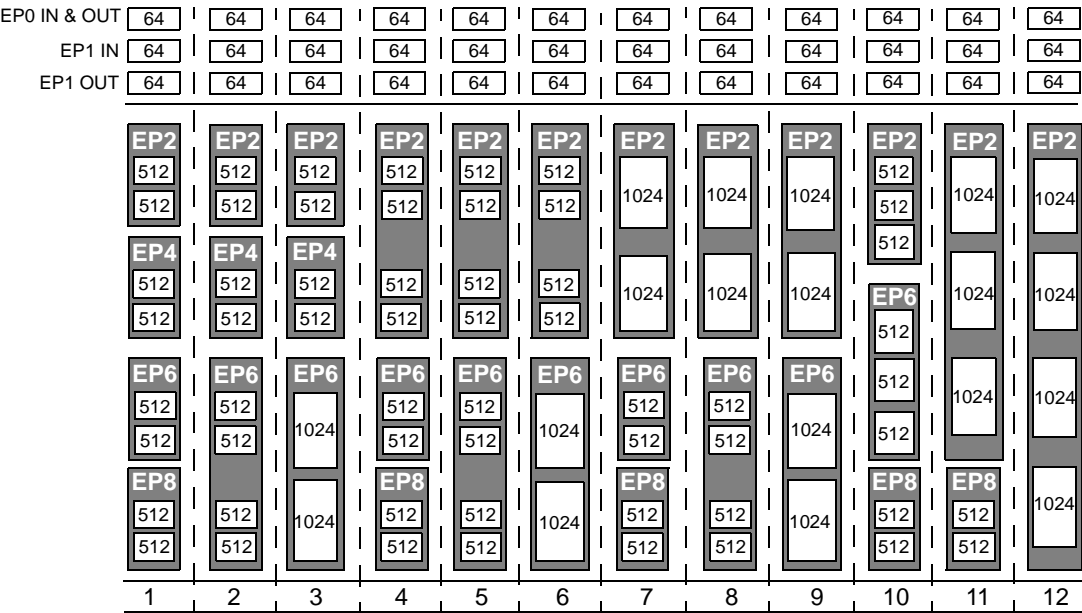 EP0 IN & OUT 64 64 64 64 64 64 64 64 64 64 64 64
EP1 IN 64 64 64 64 64 64 64 64 64 64 64 64
EP1 OUT 64 64 64 64 64 64 64 64 64 64 64 64
EP2 EP2 EP2 EP2 EP2 EP2 EP2 EP2 EP2 EP2 EP2 EP2
512 512 512 512 512 512 512
1024 1024 1024 1024 1024
512 512 512 512 512 512 512
512
EP4 EP4 EP4
512 512 512 512 512 512
1024 1024 1024 EP6 1024 1024
512 512 512 512 512 512
512
EP6 EP6 EP6 EP6 EP6 EP6 EP6 EP6 EP6
512
1024 1024
512 512 512 512 512 512
1024 1024 1024 512
512 512 512 512 512 512
EP8 EP8 EP8 EP8 EP8
1024
512 512 512 512 512 512 512 512
1024 1024 1024
512 512 512 512 512 512 512 512
1 2 3 4 5 6 7 8 9 10 11 12